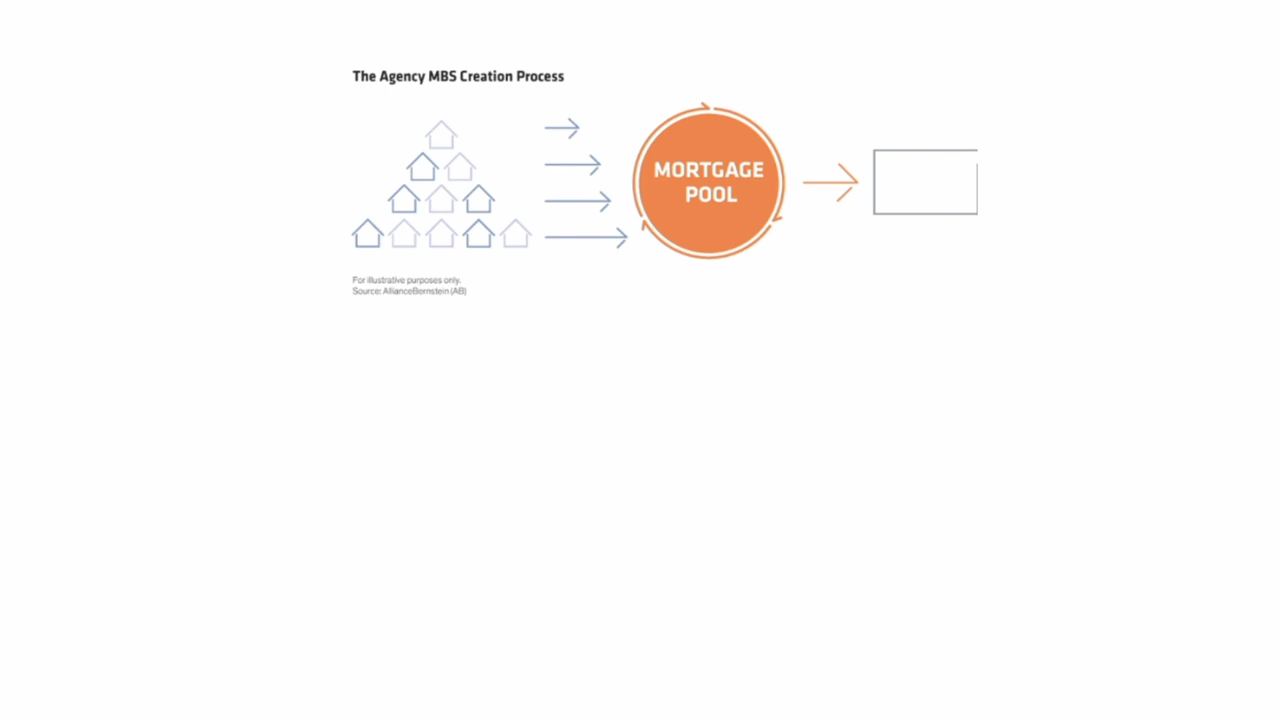 The Agency MBS Creation Process
MORTGAGE
POOL
For illustrative purposes only.
Source: AllianceBernstein (AB)